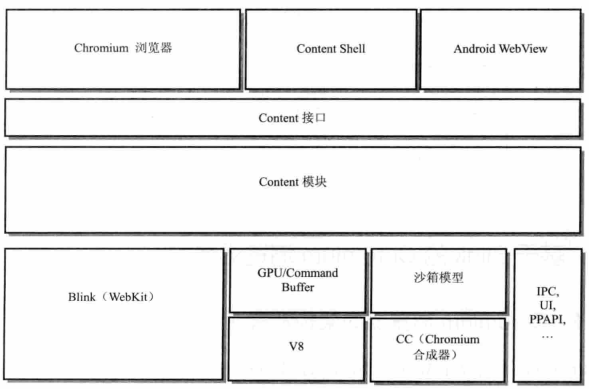 Chromium 浏览器
Content Shell
Android WebView
Content 接口
Content 模块
Blink（WebKit）
GPU/Command
Buffer
沙箱模型
IPC,
UI,
PPAPI,
…
V8
CC（Chromium
合成器）